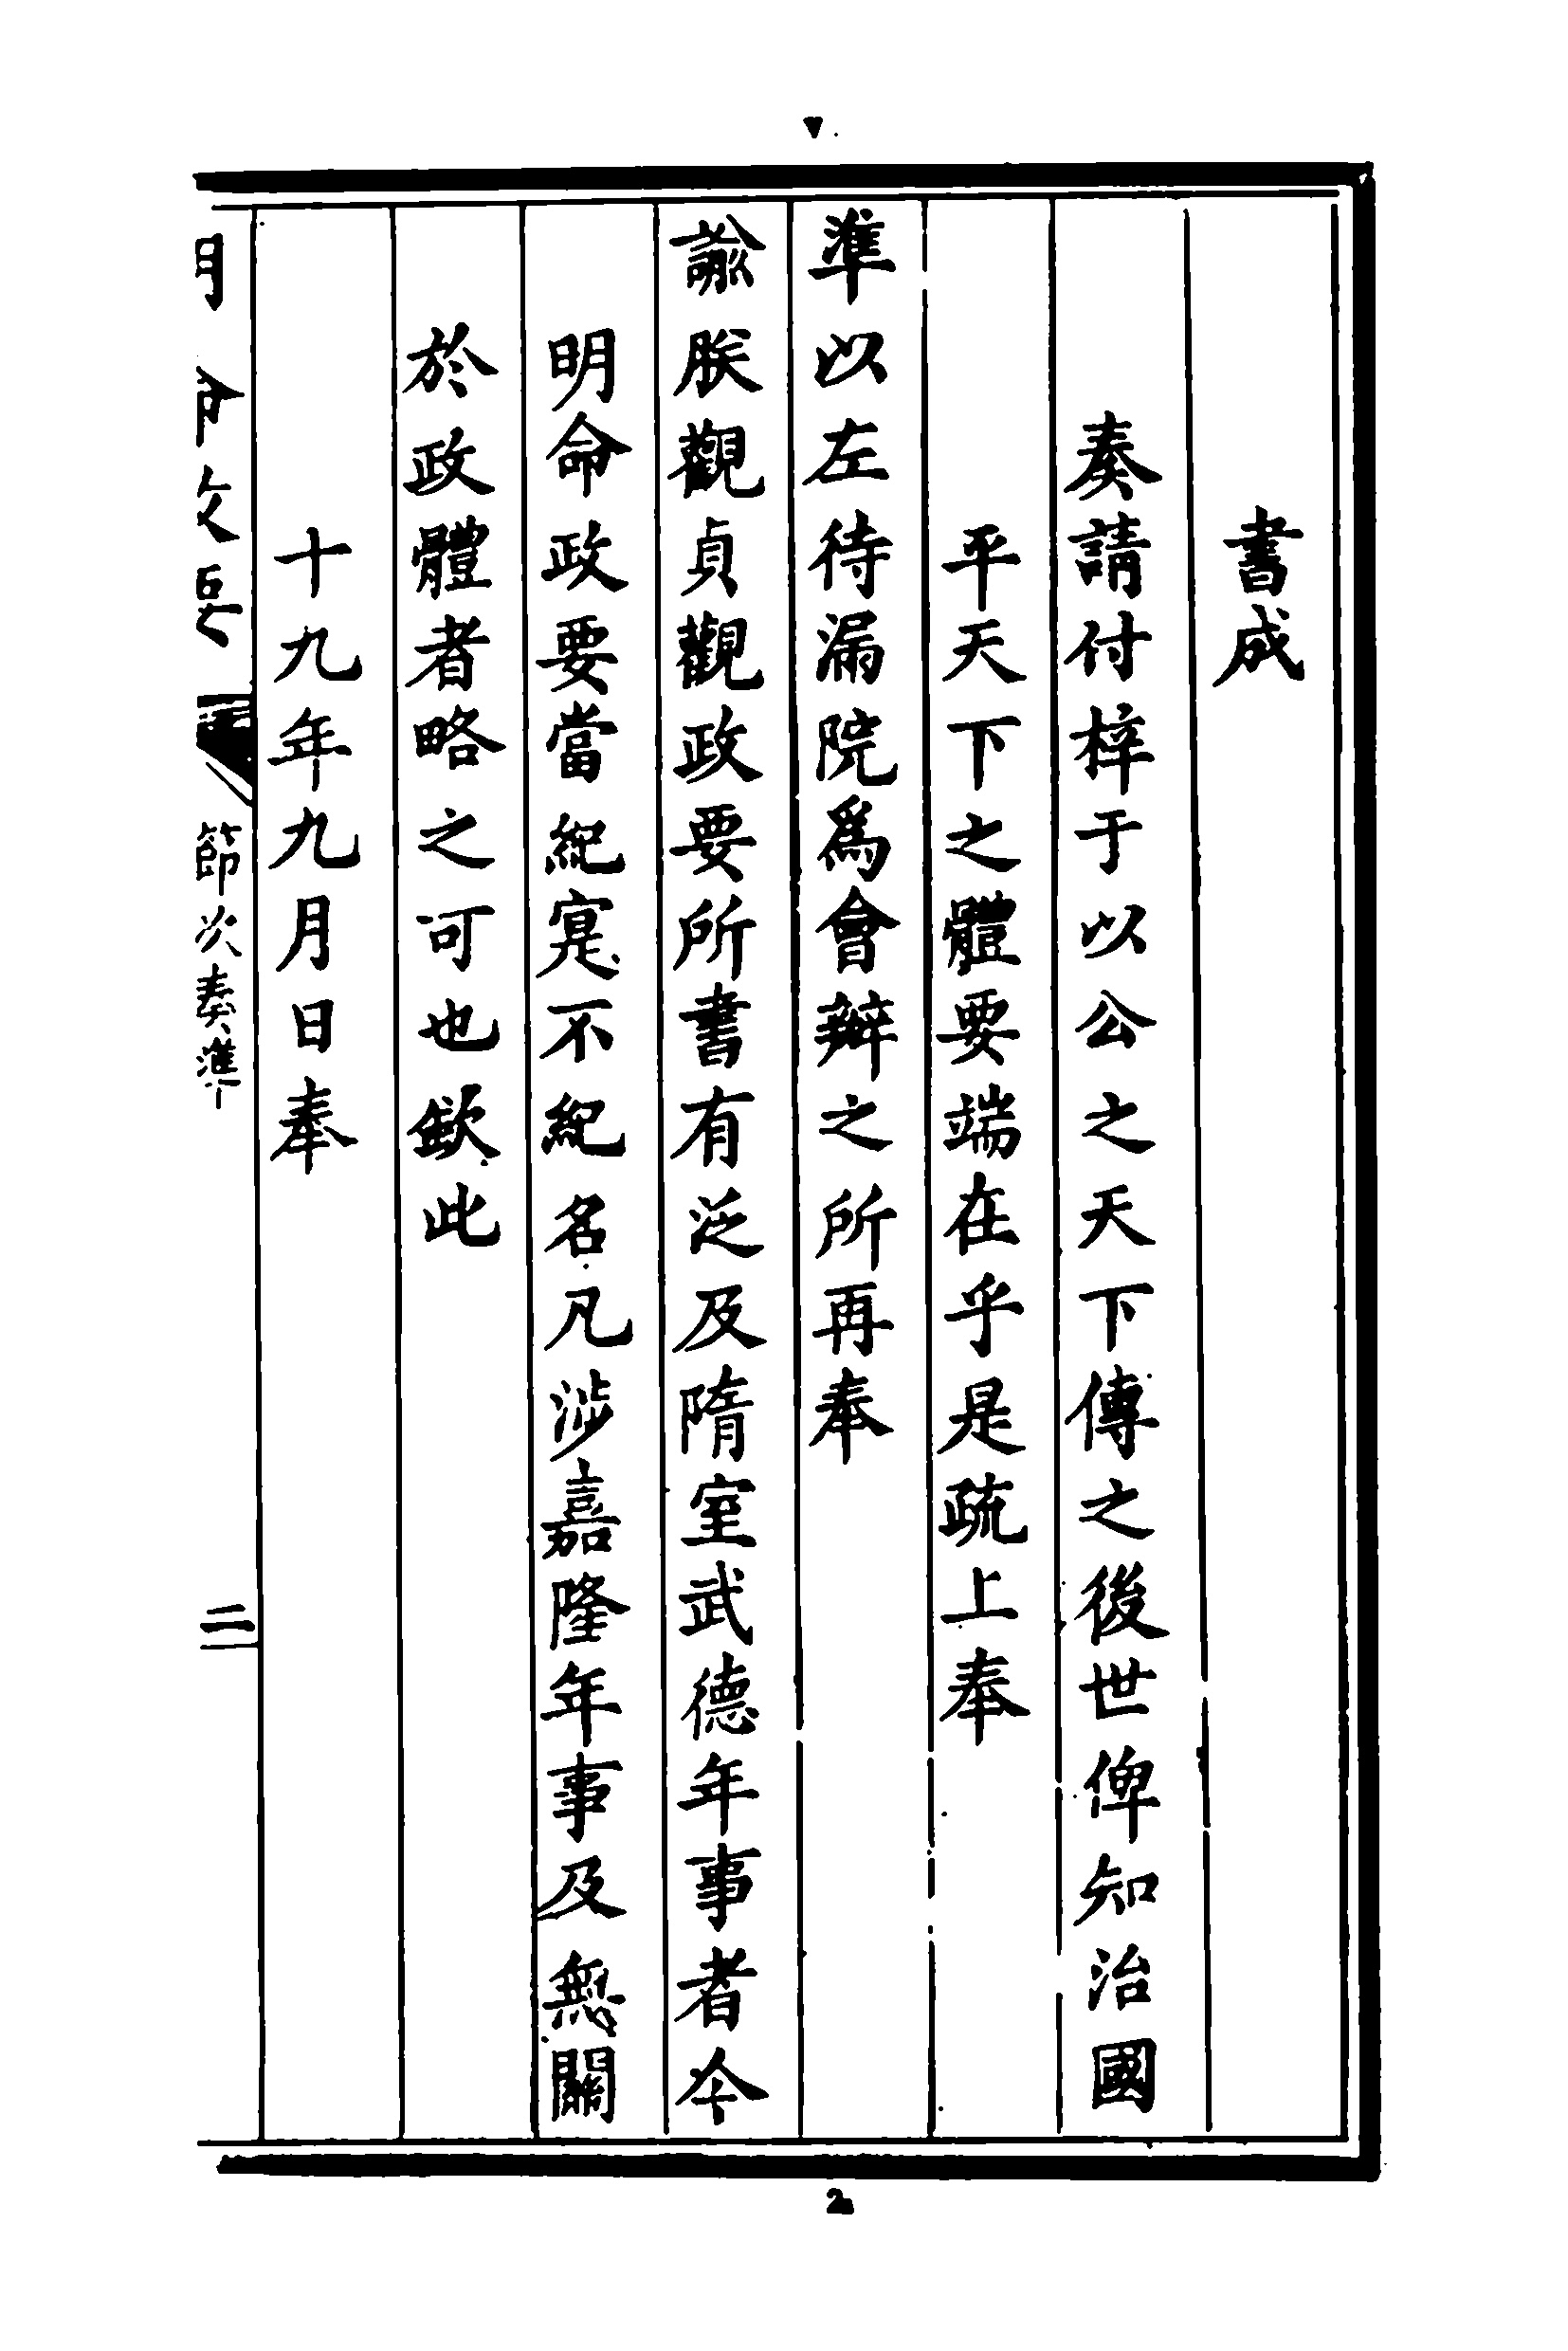 書成
奏請付梓于以公之天下傳之後世俾知治國
平天下之體要端在乎是疏上奉
準以左待漏院爲會辦之所再奉
諭朕觀貞觀政要所書有泛及隋室武德年事者今
明命政要當紀寔不紀名凡涉嘉隆年事及無關
於政體者略之可也欽此
十九年九月日奉
明命政要 節次奏準 二
2a